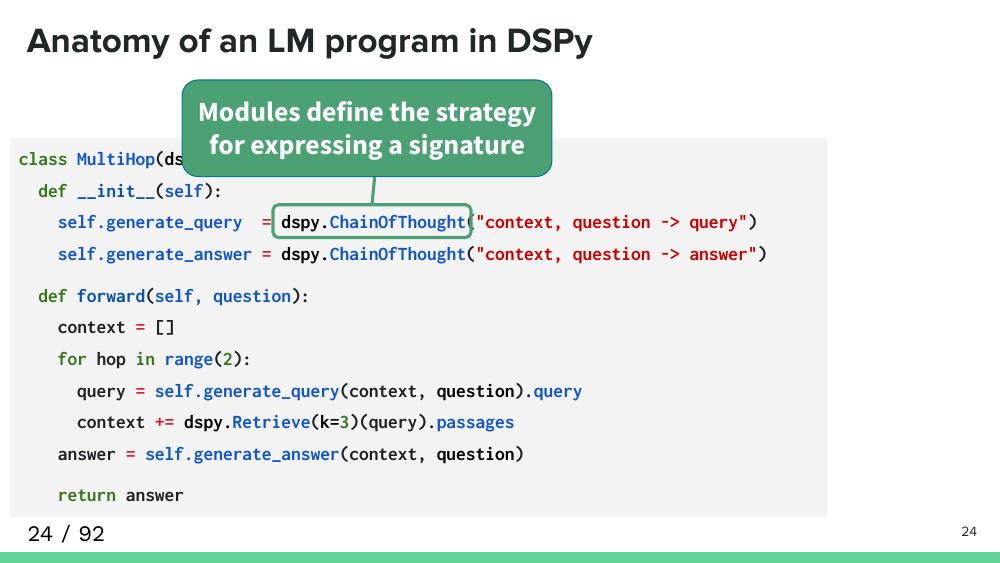 Anatomy of an LM program in DSPy
Modules define the strategy
for expressing a signature
class MultiHop(ds
def __init__(self):
self.generate_query = dspy.ChainOfThought("context, question -> query")
self.generate_answer = dspy.ChainOfThought("context, question -> answer")
def forward(self, question):
context = []
for hop in range(2):
query = self.generate_query(context, question).query
context += dspy.Retrieve(k=3)(query).passages
answer = self.generate_answer(context, question)
return answer
24 / 92
24